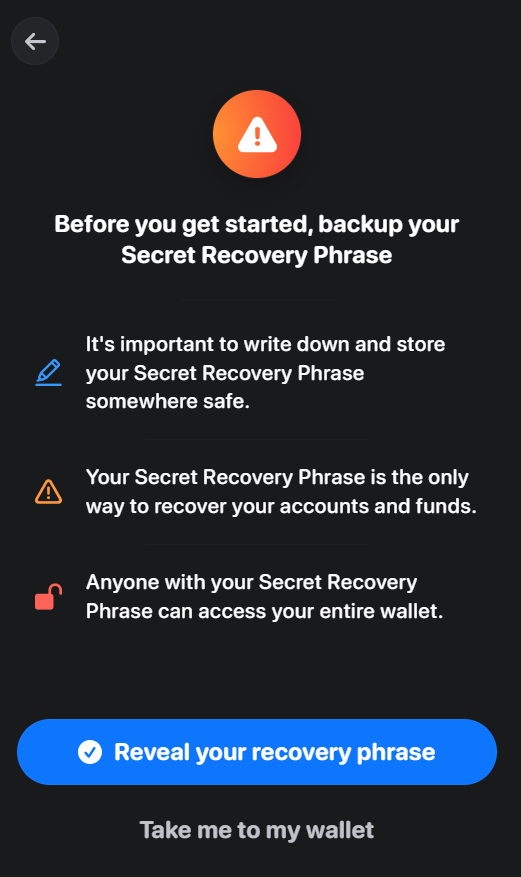 Before you get started, backup your
Secret Recovery Phrase
It's important to write down and store
your Secret Recovery Phrase
somewhere safe.
Your Secret Recovery Phrase is the only
way to recover your accounts and funds.
Anyone with your Secret Recovery
Phrase can access your entire wallet.
Reveal your recovery phrase
Take me to my wallet